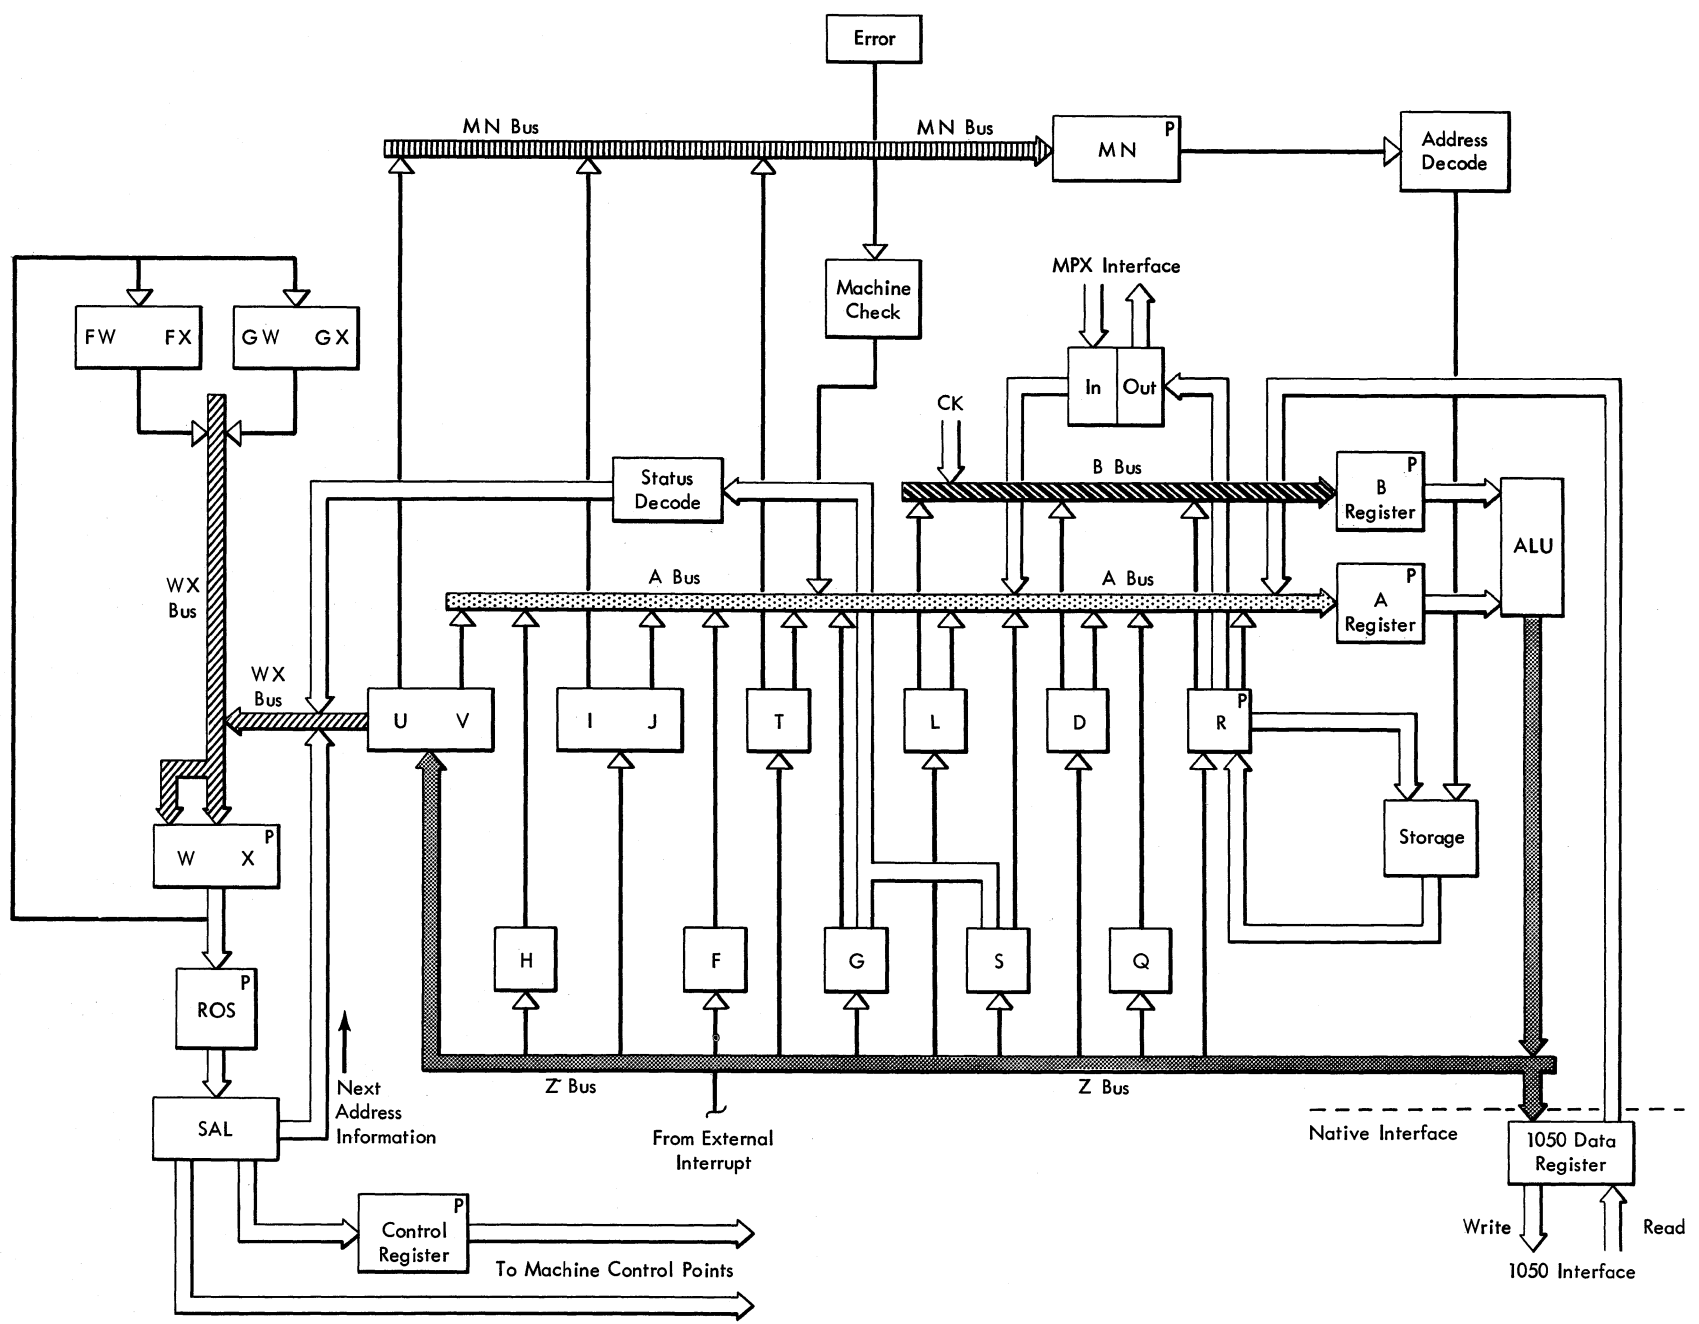 Error
MN Bus
MN Bus
P
MN
Address
Decode
MPX Interface
Machine
Check
FW FX
GW GX
In Out
CK
B Bus
P
B
Register
Status
Decode
ALU
A Bus
A Bus
P
A
Register
WX
Bus
WX
Bus
U V
I J
T
L
D
P
R
Storage
P
W X
H
F
G
S
Q
P
ROS
Z Bus
Z Bus
Next
Address
Information
SAL
From External
Interrupt
Native Interface
1050 Data
Register
P
Control
Register
Write
Read
To Machine Control Points
1050 Interface